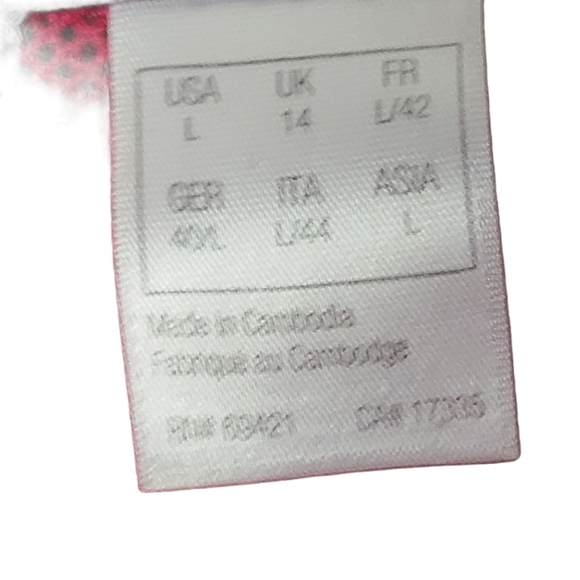 USA UK FR
L 14 L/42
GER ITA ASIA
40/L L/44 L
Made in Cambodia
Fabriqué au Cambodge
RN# 69421 CA# 17335